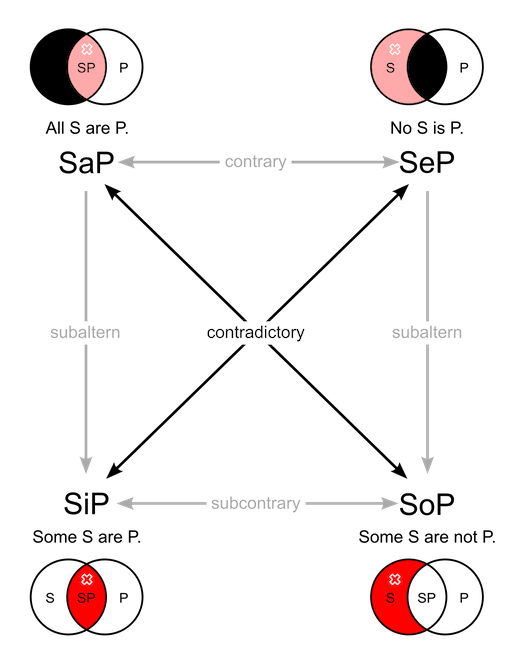 SP P
S P
All S are P.
No S is P.
SaP contrary SeP
subaltern contradictory subaltern
SiP subcontrary SoP
Some S are P.
Some S are not P.
S SP P
S SP P